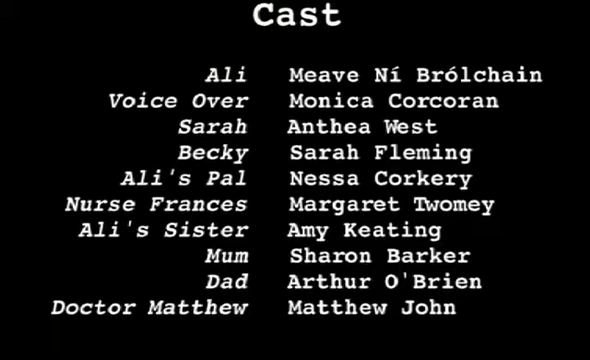 Cast
Ali Meave Ní Brólchain
Voice Over Monica Corcoran
Sarah Anthea West
Becky Sarah Fleming
Ali's Pal Nessa Corkery
Nurse Frances Margaret Twomey
Ali's Sister Amy Keating
Mum Sharon Barker
Dad Arthur O'Brien
Doctor Matthew Matthew John